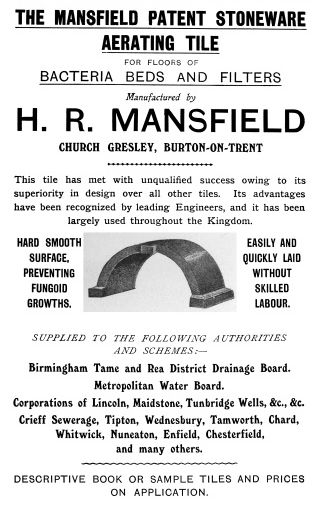 THE MANSFIELD PATENT STONEWARE
AERATING TILE
FOR FLOORS OF
BACTERIA BEDS AND FILTERS
Manufactured by
H. R. MANSFIELD
CHURCH GRESLEY, BURTON-ON-TRENT
This tile has met with unqualified success owing to its
superiority in design over all other tiles. Its advantages
have been recognized by leading Engineers, and it has been
largely used throughout the Kingdom.
HARD SMOOTH
SURFACE,
PREVENTING
FUNGOID
GROWTHS.
EASILY AND
QUICKLY LAID
WITHOUT
SKILLED
LABOUR.
SUPPLIED TO THE FOLLOWING AUTHORITIES
AND SCHEMES:—
Birmingham Tame and Rea District Drainage Board.
Metropolitan Water Board.
Corporations of Lincoln, Maidstone, Tunbridge Wells, &c., &c.
Crieff Sewerage, Tipton, Wednesbury, Tamworth, Chard,
Whitwick, Nuneaton, Enfield, Chesterfield,
and many others.
DESCRIPTIVE BOOK OR SAMPLE TILES AND PRICES
ON APPLICATION.